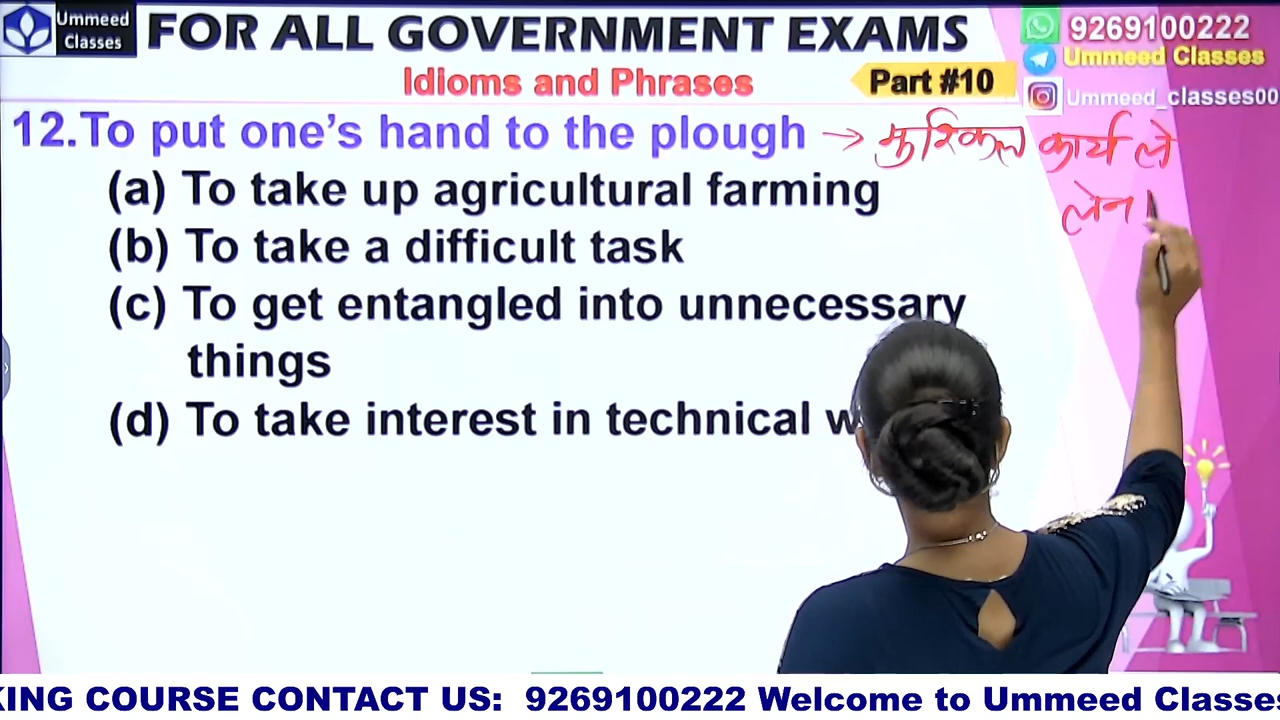 Ummeed
Classes
FOR ALL GOVERNMENT EXAMS
9269100222
Idioms and Phrases
Part #10
Ummeed Classes
Ummeed_classes00
12.To put one’s hand to the plough → मुश्किल कार्य ले
लेना
(a) To take up agricultural farming
(b) To take a difficult task
(c) To get entangled into unnecessary
things
(d) To take interest in technical
KING COURSE CONTACT US: 9269100222 Welcome to Ummeed Classes